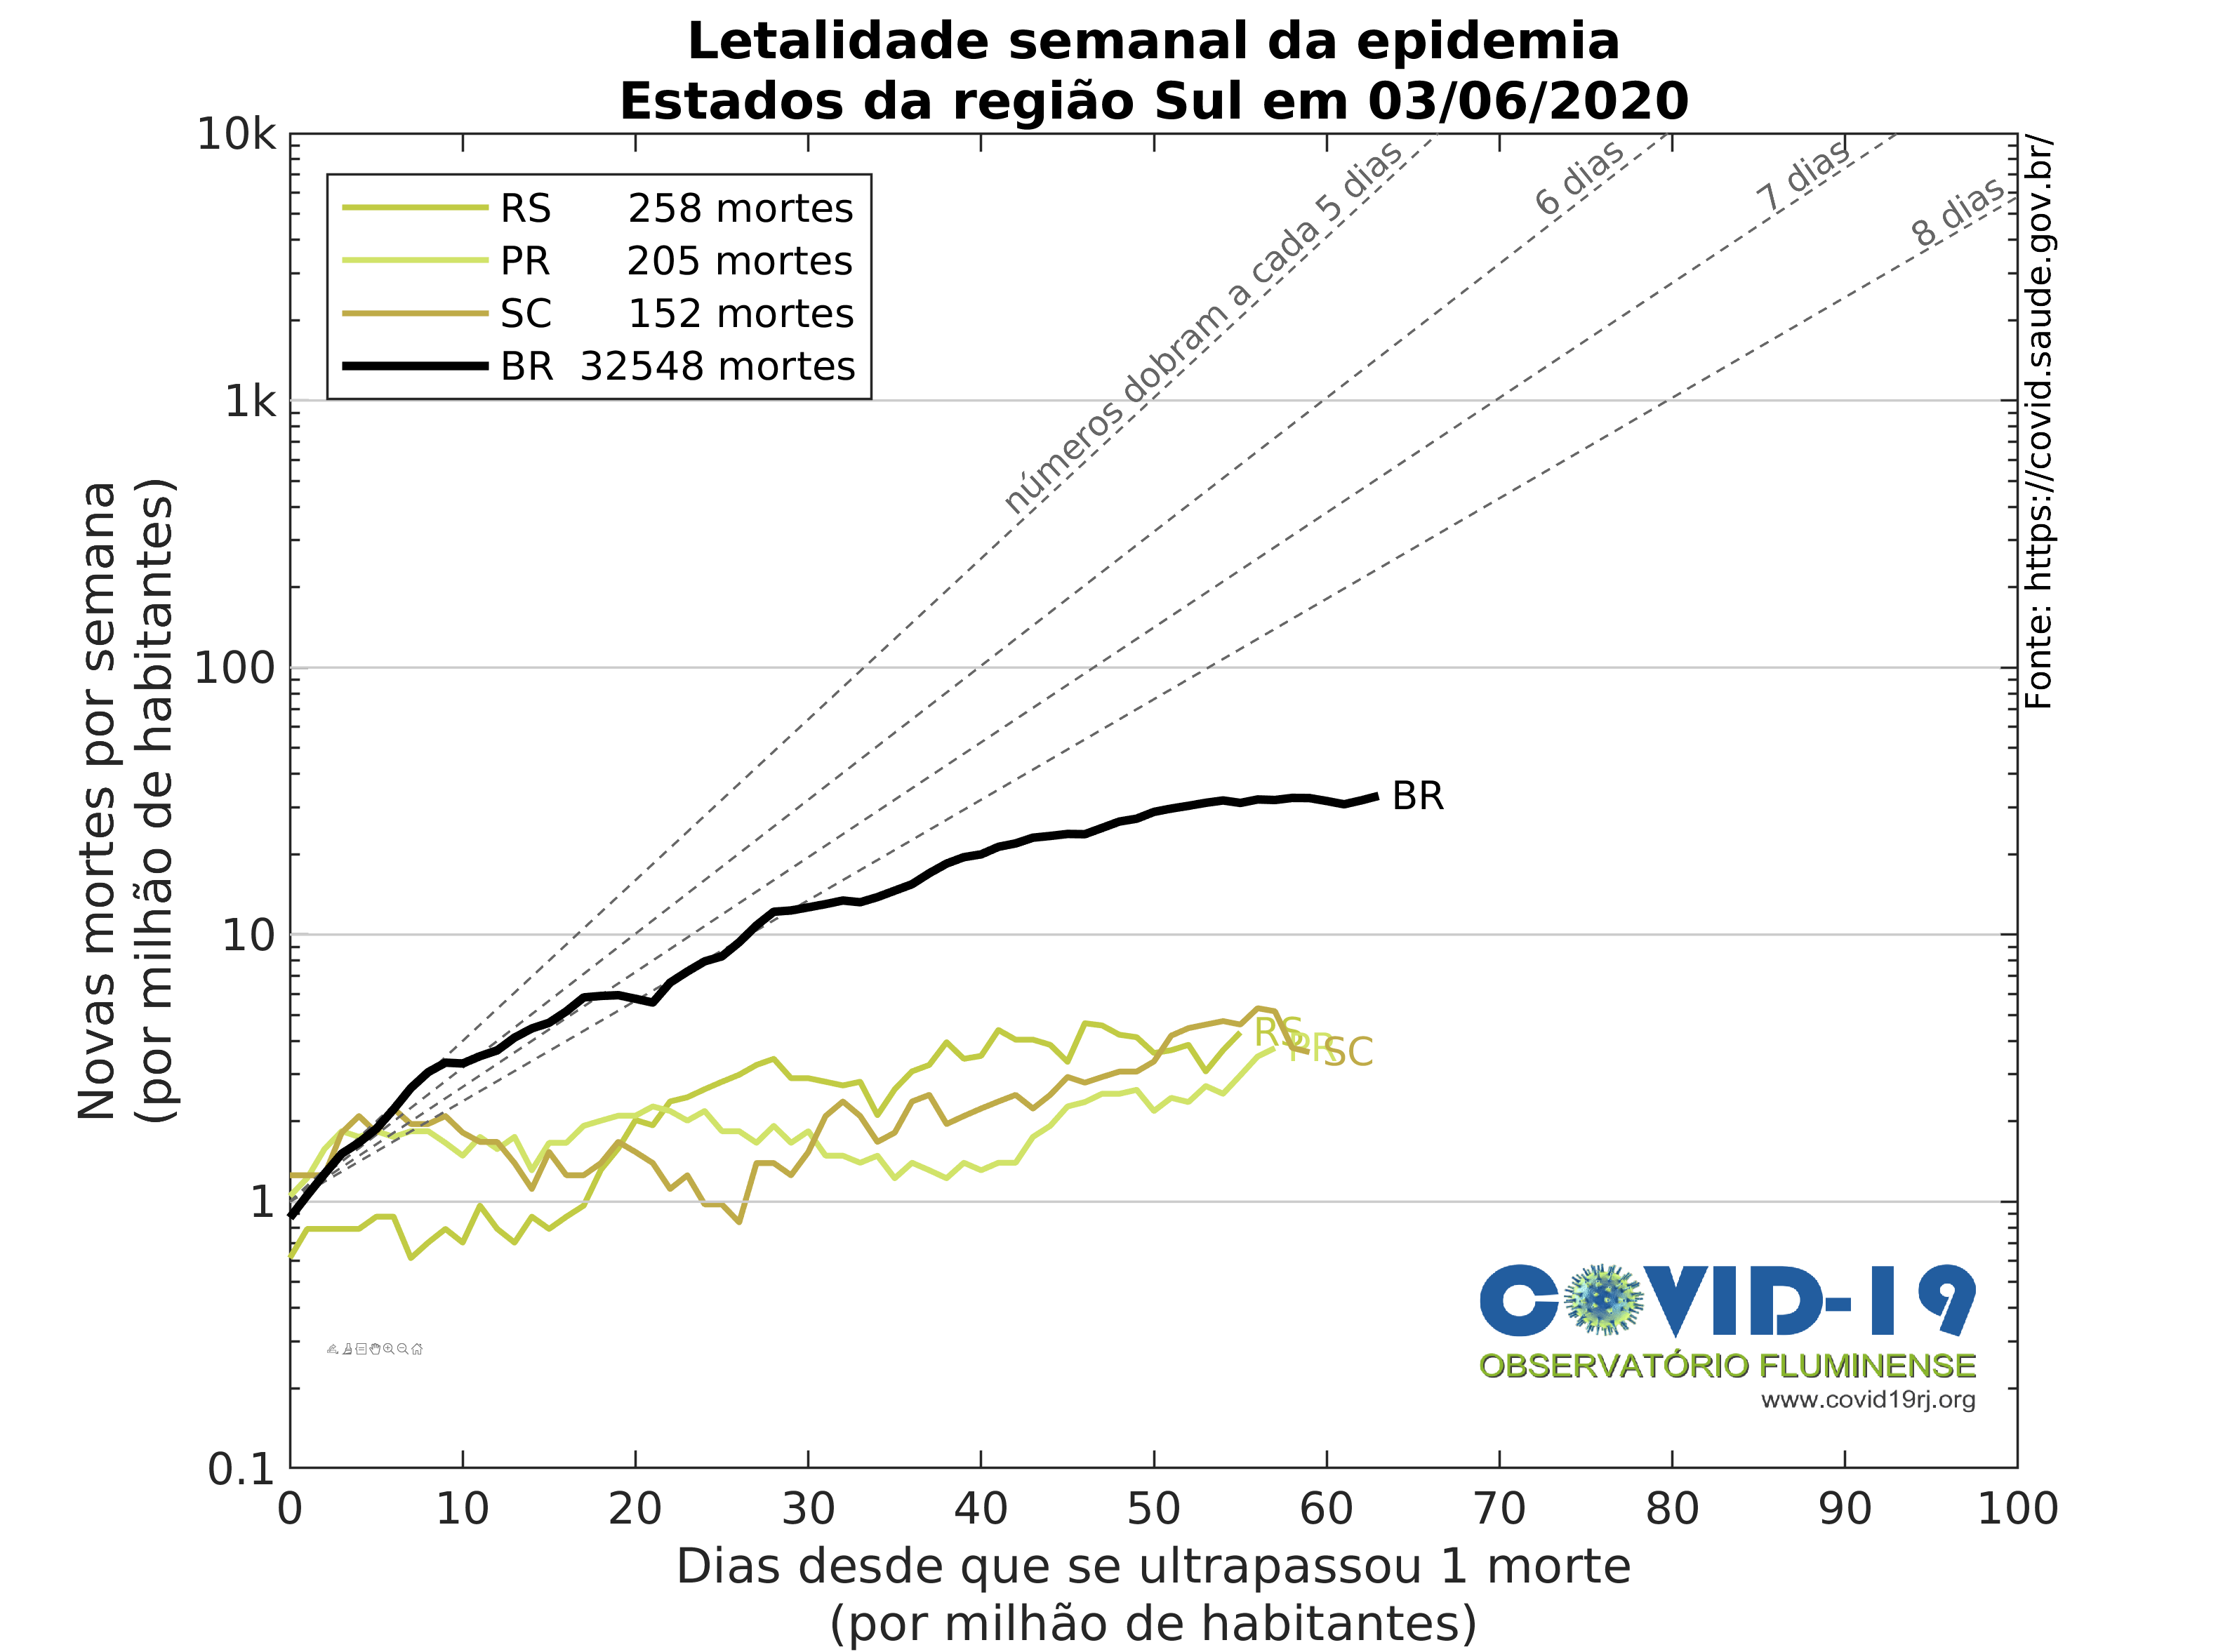 Letalidade semanal da epidemia
Estados da região Sul em 03/06/2020
10k
1k
100
10
1
0.1
Novas mortes por semana
(por milhão de habitantes)
RS 258 mortes
PR 205 mortes
SC 152 mortes
BR 32548 mortes
números dobram a cada 5 dias
6 dias
7 dias
8 dias
Fonte: https://covid.saude.gov.br/
BR
RS
PR
SC
COVID-19
OBSERVATÓRIO FLUMINENSE
www.covid19rj.org
0 10 20 30 40 50 60 70 80 90 100
Dias desde que se ultrapassou 1 morte
(por milhão de habitantes)